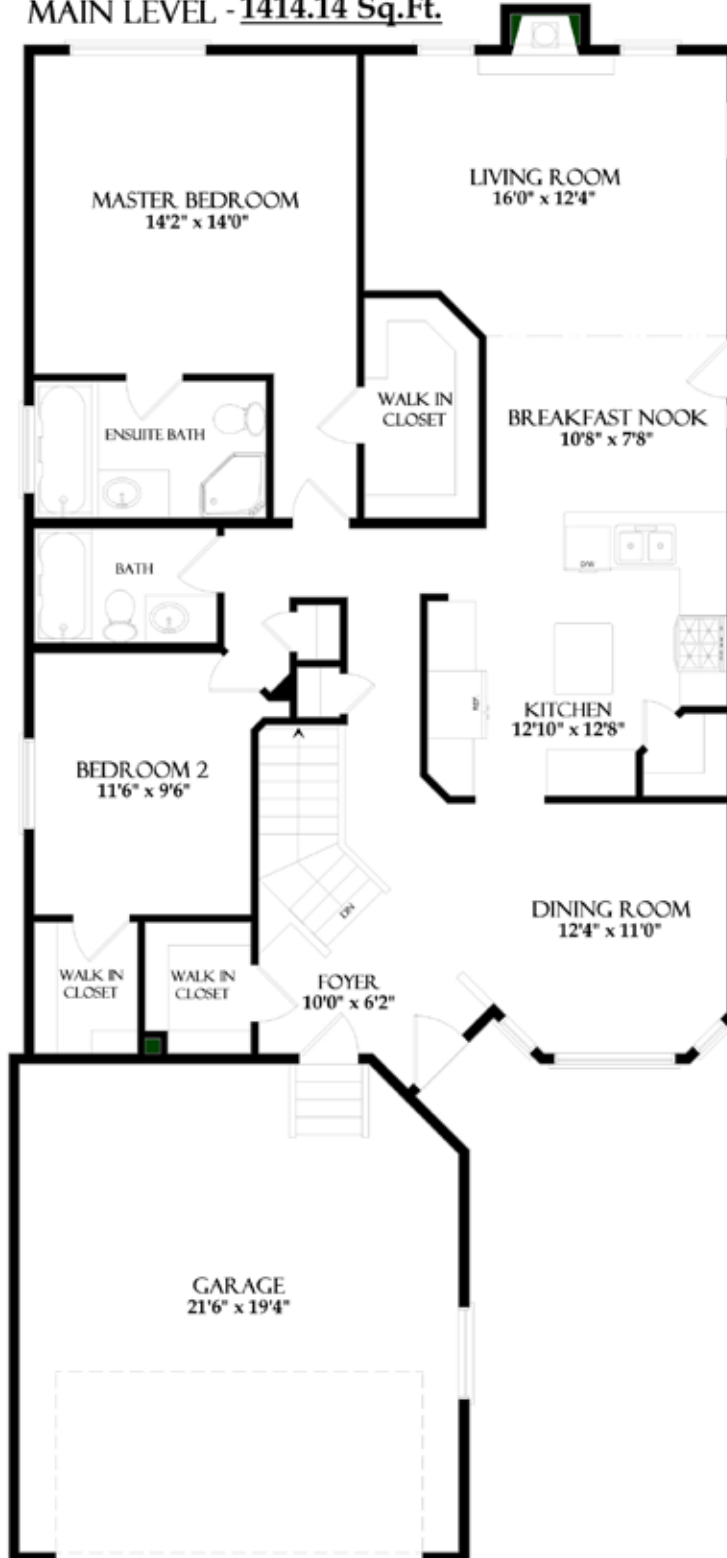 MAIN LEVEL - 1414.14 Sq.Ft.
MASTER BEDROOM
14'2" x 14'0"
LIVING ROOM
16'0" x 12'4"
WALK IN
CLOSET
ENSUITE BATH
BREAKFAST NOOK
10'8" x 7'8"
BATH
D/W
REF.
KITCHEN
12'10" x 12'8"
BEDROOM 2
11'6" x 9'6"
DN
DINING ROOM
12'4" x 11'0"
WALK IN
CLOSET
WALK IN
CLOSET
FOYER
10'0" x 6'2"
GARAGE
21'6" x 19'4"